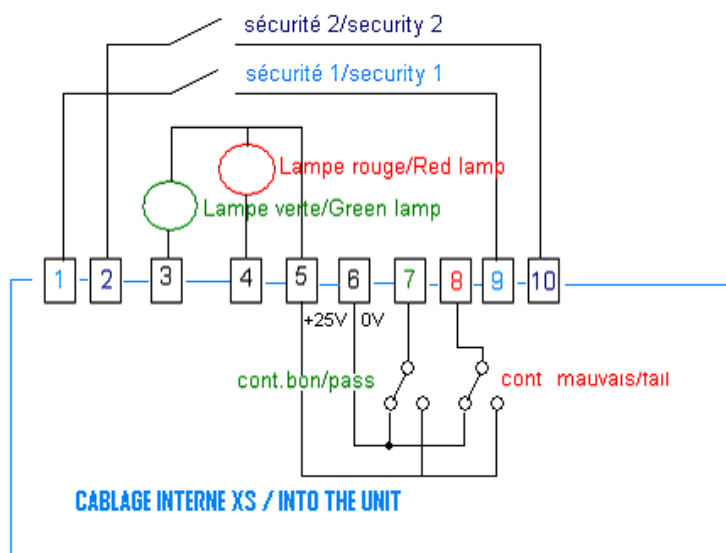 sécurité 2/security 2
sécurité 1/security 1
Lampe rouge/Red lamp
Lampe verte/Green lamp
1 2 3 4 5 6 7 8 9 10
+25V 0V
cont.bon/pass
cont mauvais/fail
CABLAGE INTERNE XS / INTO THE UNIT